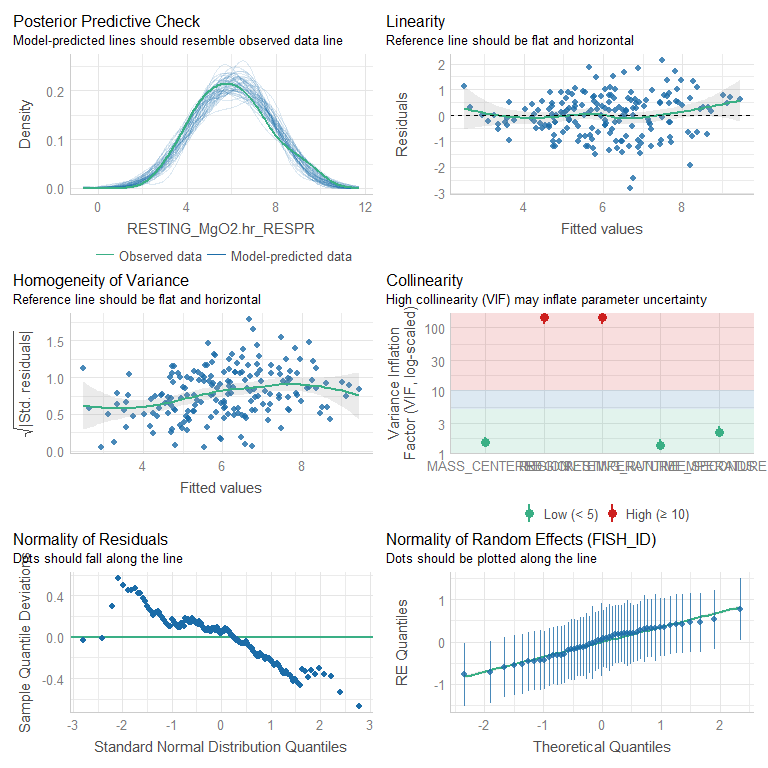 Posterior Predictive Check
Model-predicted lines should resemble observed data line
Density
0.2
0.1
0.0
0
4
8
12
RESTING_MgO2.hr_RESPR
Observed data
Model-predicted data
Linearity
Reference line should be flat and horizontal
Residuals
2
1
0
-1
-2
-3
4
6
8
Fitted values
Homogeneity of Variance
Reference line should be flat and horizontal
√|Std. residuals|
1.5
1.0
0.5
0.0
4
6
8
Fitted values
Collinearity
High collinearity (VIF) may inflate parameter uncertainty
Variance Inflation
Factor (VIF, log-scaled)
100
30
10
5
3
1
MASS_CENTERED
Low (< 5)
High (≥ 10)
Normality of Residuals
Dots should fall along the line
Sample Quantile Deviations
0.4
0.0
-0.4
-3
-2
-1
0
1
2
3
Standard Normal Distribution Quantiles
Normality of Random Effects (FISH_ID)
Dots should be plotted along the line
RE Quantiles
1
0
-1
-2
-1
0
1
2
Theoretical Quantiles